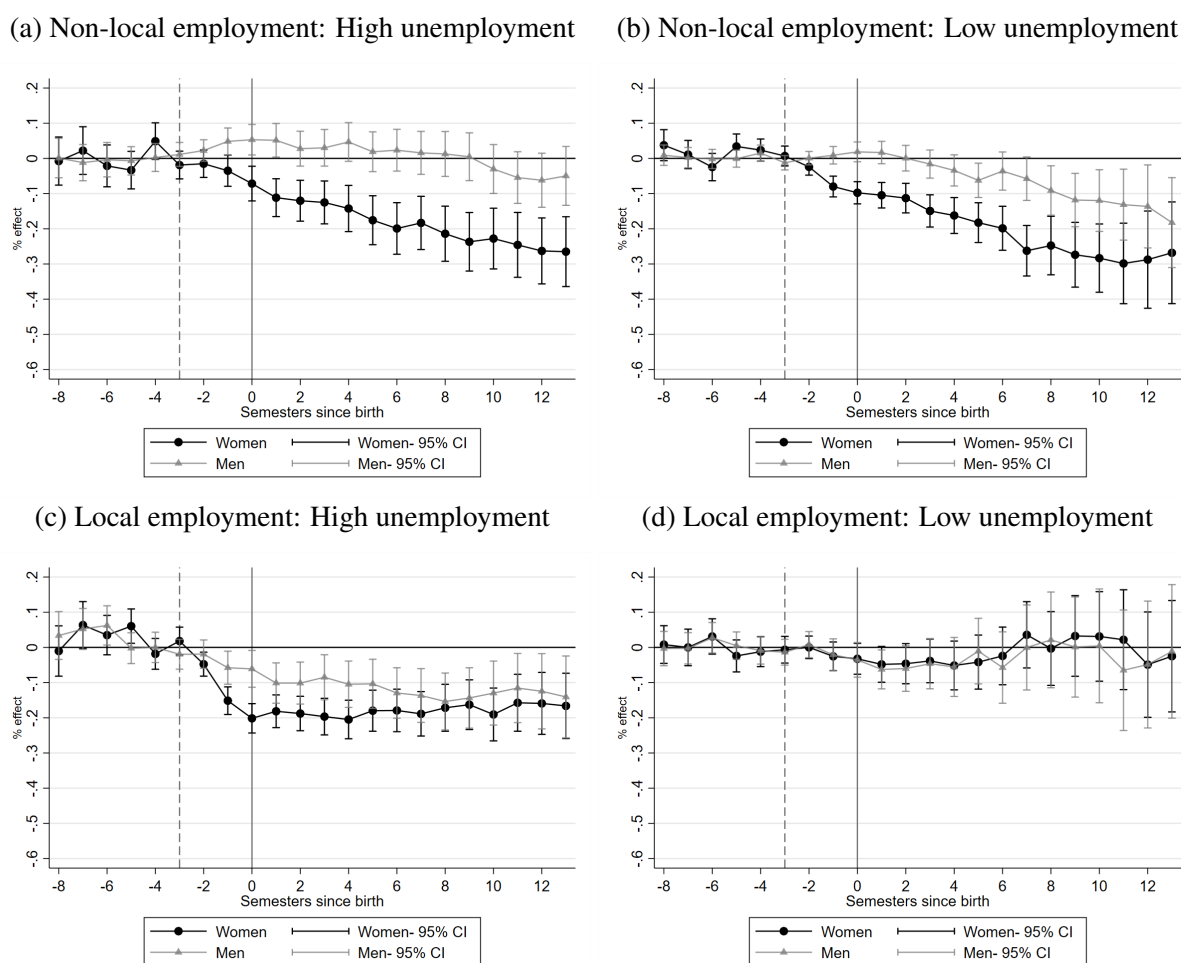 (a) Non-local employment: High unemployment
(b) Non-local employment: Low unemployment
.2
.1
0
-.1
-.2
-.3
-.4
-.5
-.6
% effect
-8 -6 -4 -2 0 2 4 6 8 10 12
Semesters since birth
Women Women- 95% CI
Men Men- 95% CI
.2
.1
0
-.1
-.2
-.3
-.4
-.5
-.6
% effect
-8 -6 -4 -2 0 2 4 6 8 10 12
Semesters since birth
Women Women- 95% CI
Men Men- 95% CI
(c) Local employment: High unemployment
(d) Local employment: Low unemployment
.2
.1
0
-.1
-.2
-.3
-.4
-.5
-.6
% effect
-8 -6 -4 -2 0 2 4 6 8 10 12
Semesters since birth
Women Women- 95% CI
Men Men- 95% CI
.2
.1
0
-.1
-.2
-.3
-.4
-.5
-.6
% effect
-8 -6 -4 -2 0 2 4 6 8 10 12
Semesters since birth
Women Women- 95% CI
Men Men- 95% CI